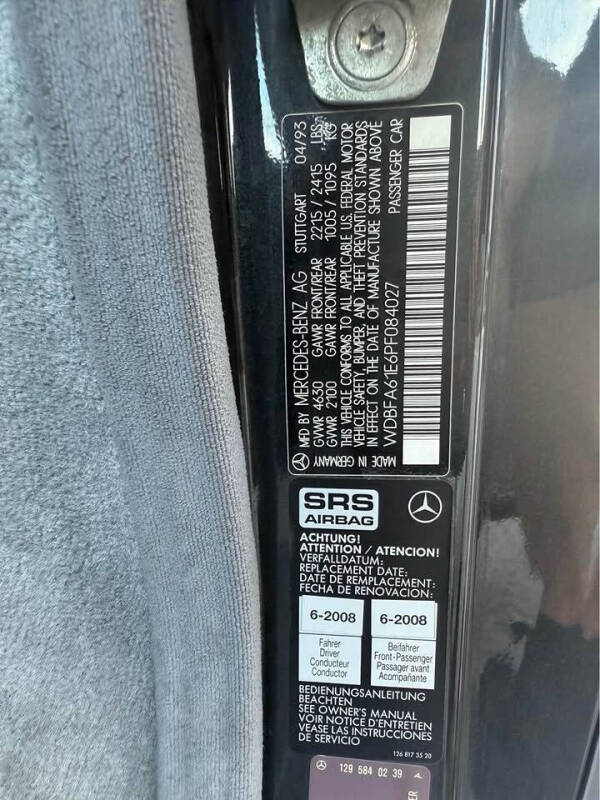 MFD BY MERCEDES-BENZ AG STUTTGART 04/93
GVWR 4630 GAWR FRONT/REAR 2215 / 2415 LBS
GVWR 2100 GAWR FRONT/REAR 1005 / 1095 KG
THIS VEHICLE CONFORMS TO ALL APPLICABLE U.S. FEDERAL MOTOR
VEHICLE SAFETY, BUMPER, AND THEFT PREVENTION STANDARDS
IN EFFECT ON THE DATE OF MANUFACTURE SHOWN ABOVE
WDBFA61E6PF084027 PASSENGER CAR
MADE IN GERMANY
SRS
AIRBAG
ACHTUNG!
ATTENTION / ATENCION!
VERFALLDATUM:
REPLACEMENT DATE:
DATE DE REMPLACEMENT:
FECHA DE RENOVACION:
6-2008 6-2008
Fahrer
Driver
Conducteur
Conductor
Beifahrer
Front-Passenger
Passager avant
Acompañante
BEDIENUNGSANLEITUNG
BEACHTEN
SEE OWNER'S MANUAL
VOIR NOTICE D'ENTRETIEN
VEASE LAS INSTRUCCIONES
DE SERVICIO
126 817 35 20
129 584 02 39